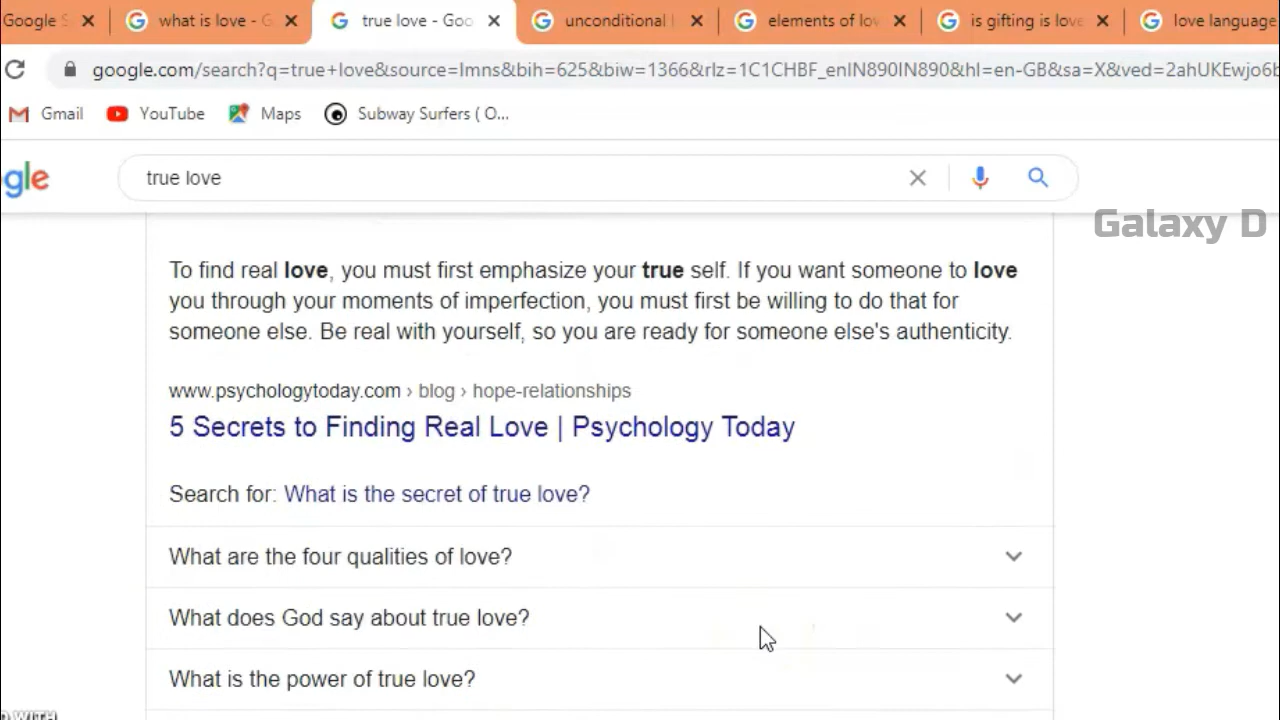 Google S
what is love - G
true love - Goo
unconditional l
elements of lov
is gifting is love
love language
google.com/search?q=true+love&source=lmns&bih=625&biw=1366&rlz=1C1CHBF_enIN890IN890&hl=en-GB&sa=X&ved=2ahUKEwjo6b
Gmail
YouTube
Maps
Subway Surfers ( O...
gle
true love
Galaxy D
To find real love, you must first emphasize your true self. If you want someone to love
you through your moments of imperfection, you must first be willing to do that for
someone else. Be real with yourself, so you are ready for someone else's authenticity.
www.psychologytoday.com › blog › hope-relationships
5 Secrets to Finding Real Love | Psychology Today
Search for: What is the secret of true love?
What are the four qualities of love?
What does God say about true love?
What is the power of true love?
D WITH